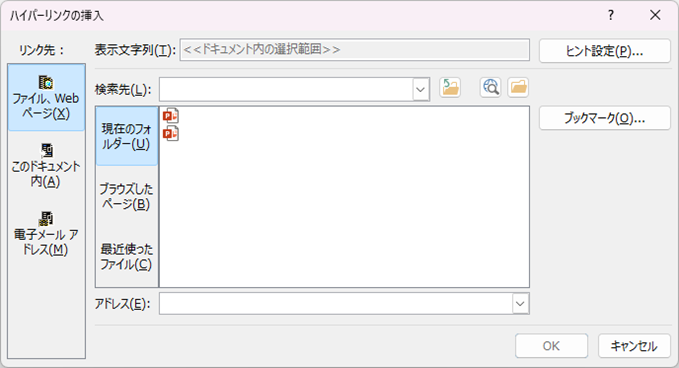 ハイパーリンクの挿入
リンク先：
表示文字列(T):
<<ドキュメント内の選択範囲>>
ヒント設定(P)...
ファイル、Web
ページ(X)
このドキュメント
内(A)
電子メール ア
ドレス(M)
検索先(L):
現在のフォ
ルダー(U)
ブラウズした
ページ(B)
最近使った
ファイル(C)
ブックマーク(O)...
アドレス(E):
OK
キャンセル